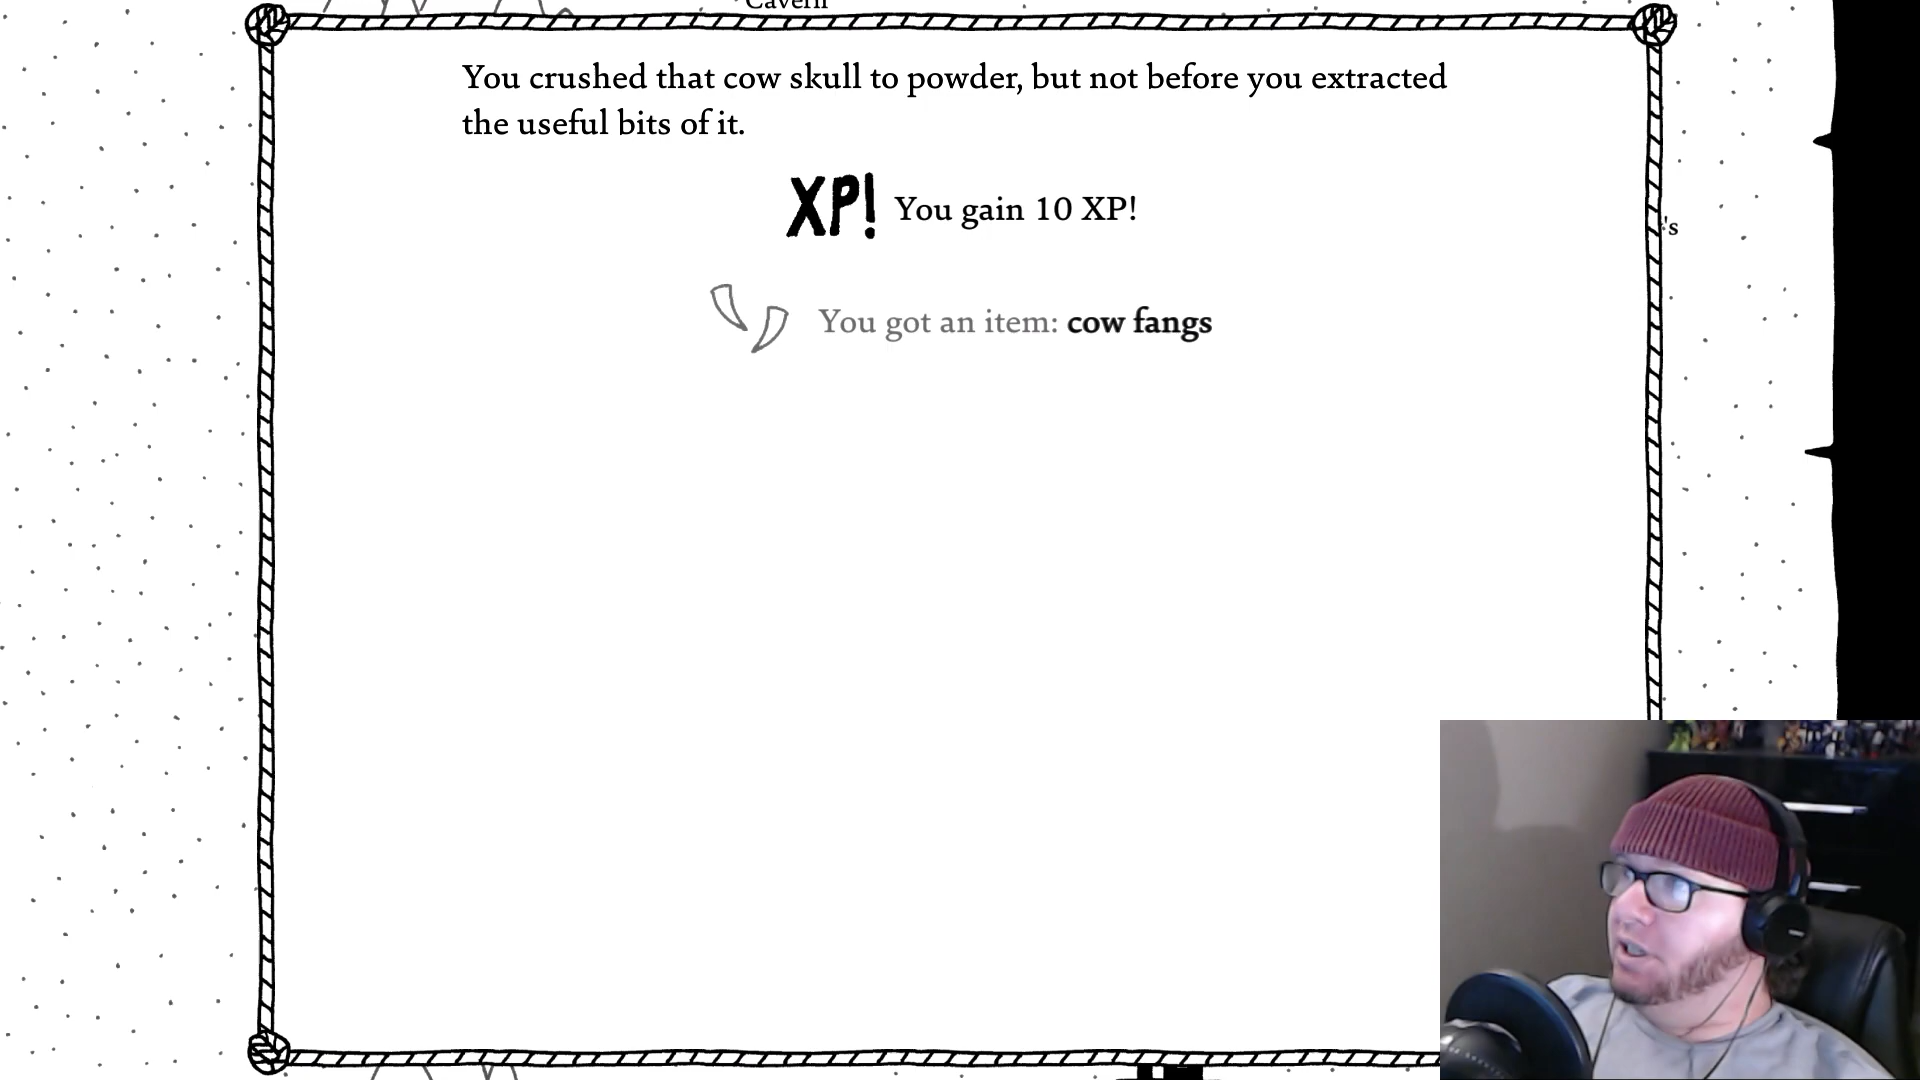 Cavern
You crushed that cow skull to powder, but not before you extracted
the useful bits of it.
XP! You gain 10 XP!
's
You got an item: cow fangs